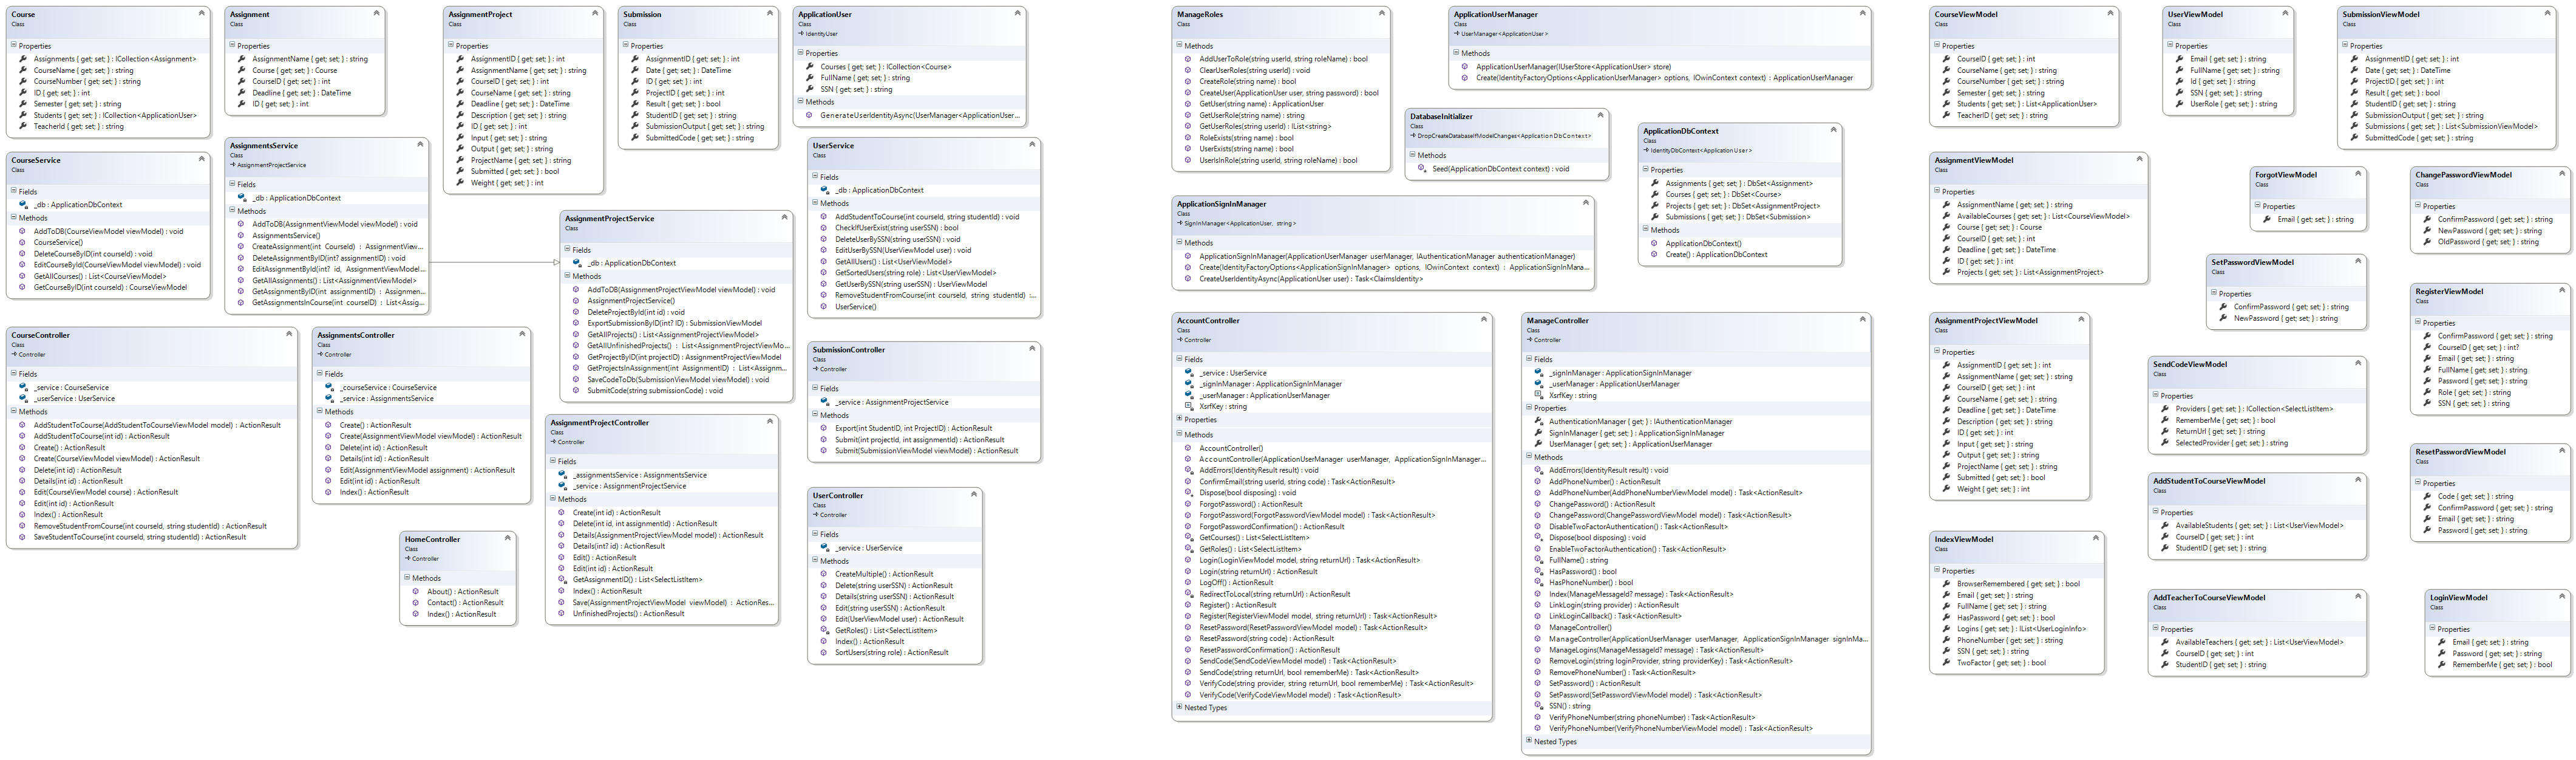 Course
Class
Properties
Assignments { get; set; } : ICollection<Assignment>
CourseName { get; set; } : string
CourseNumber { get; set; } : string
ID { get; set; } : int
Semester { get; set; } : string
Students { get; set; } : ICollection<ApplicationUser>
TeacherId { get; set; } : string
Assignment
Class
Properties
AssignmentName { get; set; } : string
Course { get; set; } : Course
CourseID { get; set; } : int
Deadline { get; set; } : DateTime
ID { get; set; } : int
AssignmentProject
Class
Properties
AssignmentID { get; set; } : int
AssignmentName { get; set; } : string
CourseID { get; set; } : int
CourseName { get; set; } : string
Deadline { get; set; } : DateTime
Description { get; set; } : string
ID { get; set; } : int
Input { get; set; } : string
Output { get; set; } : string
ProjectName { get; set; } : string
Submitted { get; set; } : bool
Weight { get; set; } : int
Submission
Class
Properties
AssignmentID { get; set; } : int
Date { get; set; } : DateTime
ID { get; set; } : int
ProjectID { get; set; } : int
Result { get; set; } : bool
StudentID { get; set; } : string
SubmissionOutput { get; set; } : string
SubmittedCode { get; set; } : string
ApplicationUser
Class
IdentityUser
Properties
Courses { get; set; } : ICollection<Course>
FullName { get; set; } : string
SSN { get; set; } : string
Methods
GenerateUserIdentityAsync(UserManager<ApplicationUser...
CourseService
Class
Fields
_db : ApplicationDbContext
Methods
AddToDB(CourseViewModel viewModel) : void
CourseService()
DeleteCourseByID(int courseId) : void
EditCourseById(CourseViewModel viewModel) : void
GetAllCourses() : List<CourseViewModel>
GetCourseByID(int courseId) : CourseViewModel
AssignmentsService
Class
AssignmentProjectService
Fields
_db : ApplicationDbContext
Methods
AddToDB(AssignmentViewModel viewModel) : void
AssignmentsService()
CreateAssignment(int CourseId) : AssignmentView...
DeleteAssignmentByID(int? assignmentID) : void
EditAssignmentById(int? id, AssignmentViewModel...
GetAllAssignments() : List<AssignmentViewModel>
GetAssignmentByID(int assignmentID) : Assignmen...
GetAssignmentsInCourse(int courseID) : List<Assig...
AssignmentProjectService
Class
Fields
_db : ApplicationDbContext
Methods
AddToDB(AssignmentProjectViewModel viewModel) : void
AssignmentProjectService()
DeleteProjectById(int id) : void
ExportSubmissionByID(int? ID) : SubmissionViewModel
GetAllProjects() : List<AssignmentProjectViewModel>
GetAllUnfinishedProjects() : List<AssignmentProjectViewMo...
GetProjectByID(int projectID) : AssignmentProjectViewModel
GetProjectsInAssignment(int AssignmentID) : List<Assignm...
SaveCodeToDb(SubmissionViewModel viewModel) : void
SubmitCode(string submissionCode) : void
UserService
Class
Fields
_db : ApplicationDbContext
Methods
AddStudentToCourse(int courseId, string studentId) : void
CheckIfUserExist(string userSSN) : bool
DeleteUserBySSN(string userSSN) : void
EditUserBySSN(UserViewModel user) : void
GetAllUsers() : List<UserViewModel>
GetSortedUsers(string role) : List<UserViewModel>
GetUserBySSN(string userSSN) : UserViewModel
RemoveStudentFromCourse(int courseId, string studentId) :...
UserService()
CourseController
Class
Controller
Fields
_service : CourseService
_userService : UserService
Methods
AddStudentToCourse(AddStudentToCourseViewModel model) : ActionResult
AddStudentToCourse(int id) : ActionResult
Create() : ActionResult
Create(CourseViewModel viewModel) : ActionResult
Delete(int id) : ActionResult
Details(int id) : ActionResult
Edit(CourseViewModel course) : ActionResult
Edit(int id) : ActionResult
Index() : ActionResult
RemoveStudentFromCourse(int courseId, string studentId) : ActionResult
SaveStudentToCourse(int courseId, string studentId) : ActionResult
AssignmentsController
Class
Controller
Fields
_courseService : CourseService
_service : AssignmentsService
Methods
Create() : ActionResult
Create(AssignmentViewModel viewModel) : ActionResult
Delete(int id) : ActionResult
Details(int id) : ActionResult
Edit(AssignmentViewModel assignment) : ActionResult
Edit(int id) : ActionResult
Index() : ActionResult
HomeController
Class
Controller
Methods
About() : ActionResult
Contact() : ActionResult
Index() : ActionResult
AssignmentProjectController
Class
Controller
Fields
_assignmentsService : AssignmentsService
_service : AssignmentProjectService
Methods
Create(int id) : ActionResult
Delete(int id, int assignmentId) : ActionResult
Details(AssignmentProjectViewModel model) : ActionResult
Details(int? id) : ActionResult
Edit() : ActionResult
Edit(int id) : ActionResult
GetAssignmentID() : List<SelectListItem>
Index() : ActionResult
Save(AssignmentProjectViewModel viewModel) : ActionRes...
UnfinishedProjects() : ActionResult
SubmissionController
Class
Controller
Fields
_service : AssignmentProjectService
Methods
Export(int StudentID, int ProjectID) : ActionResult
Submit(int projectId, int assignmentId) : ActionResult
Submit(SubmissionViewModel viewModel) : ActionResult
UserController
Class
Controller
Fields
_service : UserService
Methods
CreateMultiple() : ActionResult
Delete(string userSSN) : ActionResult
Details(string userSSN) : ActionResult
Edit(string userSSN) : ActionResult
Edit(UserViewModel user) : ActionResult
GetRoles() : List<SelectListItem>
Index() : ActionResult
SortUsers(string role) : ActionResult
ManageRoles
Class
Methods
AddUserToRole(string userId, string roleName) : bool
ClearUserRoles(string userId) : void
CreateRole(string name) : bool
CreateUser(ApplicationUser user, string password) : bool
GetUser(string name) : ApplicationUser
GetUserRole(string name) : string
GetUserRoles(string userId) : IList<string>
RoleExists(string name) : bool
UserExists(string name) : bool
UserIsInRole(string userId, string roleName) : bool
ApplicationUserManager
Class
UserManager<ApplicationUser>
Methods
ApplicationUserManager(IUserStore<ApplicationUser> store)
Create(IdentityFactoryOptions<ApplicationUserManager> options, IOwinContext context) : ApplicationUserManager
DatabaseInitializer
Class
DropCreateDatabaseIfModelChanges<ApplicationDbContext>
Methods
Seed(ApplicationDbContext context) : void
ApplicationDbContext
Class
IdentityDbContext<ApplicationUser>
Properties
Assignments { get; set; } : DbSet<Assignment>
Courses { get; set; } : DbSet<Course>
Projects { get; set; } : DbSet<AssignmentProject>
Submissions { get; set; } : DbSet<Submission>
Methods
ApplicationDbContext()
Create() : ApplicationDbContext
ApplicationSignInManager
Class
SignInManager<ApplicationUser, string>
Methods
ApplicationSignInManager(ApplicationUserManager userManager, IAuthenticationManager authenticationManager)
Create(IdentityFactoryOptions<ApplicationSignInManager> options, IOwinContext context) : ApplicationSignInMana...
CreateUserIdentityAsync(ApplicationUser user) : Task<ClaimsIdentity>
AccountController
Class
Controller
Fields
_service : UserService
_signInManager : ApplicationSignInManager
_userManager : ApplicationUserManager
XsrfKey : string
Properties
Methods
AccountController()
AccountController(ApplicationUserManager userManager, ApplicationSignInManager...
AddErrors(IdentityResult result) : void
ConfirmEmail(string userId, string code) : Task<ActionResult>
Dispose(bool disposing) : void
ForgotPassword() : ActionResult
ForgotPassword(ForgotPasswordViewModel model) : Task<ActionResult>
ForgotPasswordConfirmation() : ActionResult
GetCourses() : List<SelectListItem>
GetRoles() : List<SelectListItem>
Login(LoginViewModel model, string returnUrl) : Task<ActionResult>
Login(string returnUrl) : ActionResult
LogOff() : ActionResult
RedirectToLocal(string returnUrl) : ActionResult
Register() : ActionResult
Register(RegisterViewModel model, string returnUrl) : Task<ActionResult>
ResetPassword(ResetPasswordViewModel model) : Task<ActionResult>
ResetPassword(string code) : ActionResult
ResetPasswordConfirmation() : ActionResult
SendCode(SendCodeViewModel model) : Task<ActionResult>
SendCode(string returnUrl, bool rememberMe) : Task<ActionResult>
VerifyCode(string provider, string returnUrl, bool rememberMe) : Task<ActionResult>
VerifyCode(VerifyCodeViewModel model) : Task<ActionResult>
Nested Types
ManageController
Class
Controller
Fields
_signInManager : ApplicationSignInManager
_userManager : ApplicationUserManager
XsrfKey : string
Properties
AuthenticationManager { get; } : IAuthenticationManager
SignInManager { get; set; } : ApplicationSignInManager
UserManager { get; set; } : ApplicationUserManager
Methods
AddErrors(IdentityResult result) : void
AddPhoneNumber() : ActionResult
AddPhoneNumber(AddPhoneNumberViewModel model) : Task<ActionResult>
ChangePassword() : ActionResult
ChangePassword(ChangePasswordViewModel model) : Task<ActionResult>
DisableTwoFactorAuthentication() : Task<ActionResult>
Dispose(bool disposing) : void
EnableTwoFactorAuthentication() : Task<ActionResult>
FullName() : string
HasPassword() : bool
HasPhoneNumber() : bool
Index(ManageMessageId? message) : Task<ActionResult>
LinkLogin(string provider) : ActionResult
LinkLoginCallback() : Task<ActionResult>
ManageController()
ManageController(ApplicationUserManager userManager, ApplicationSignInManager signInMa...
ManageLogins(ManageMessageId? message) : Task<ActionResult>
RemoveLogin(string loginProvider, string providerKey) : Task<ActionResult>
RemovePhoneNumber() : Task<ActionResult>
SetPassword() : ActionResult
SetPassword(SetPasswordViewModel model) : Task<ActionResult>
SSN() : string
VerifyPhoneNumber(string phoneNumber) : Task<ActionResult>
VerifyPhoneNumber(VerifyPhoneNumberViewModel model) : Task<ActionResult>
Nested Types
CourseViewModel
Class
Properties
CourseID { get; set; } : int
CourseName { get; set; } : string
CourseNumber { get; set; } : string
Semester { get; set; } : string
Students { get; set; } : List<ApplicationUser>
TeacherID { get; set; } : string
UserViewModel
Class
Properties
Email { get; set; } : string
FullName { get; set; } : string
Id { get; set; } : string
SSN { get; set; } : string
UserRole { get; set; } : string
SubmissionViewModel
Class
Properties
AssignmentID { get; set; } : int
Date { get; set; } : DateTime
ProjectID { get; set; } : int
Result { get; set; } : bool
StudentID { get; set; } : string
SubmissionOutput { get; set; } : string
Submissions { get; set; } : List<SubmissionViewModel>
SubmittedCode { get; set; } : string
AssignmentViewModel
Class
Properties
AssignmentName { get; set; } : string
AvailableCourses { get; set; } : List<CourseViewModel>
Course { get; set; } : Course
CourseID { get; set; } : int
Deadline { get; set; } : DateTime
ID { get; set; } : int
Projects { get; set; } : List<AssignmentProject>
ForgotViewModel
Class
Properties
Email { get; set; } : string
ChangePasswordViewModel
Class
Properties
ConfirmPassword { get; set; } : string
NewPassword { get; set; } : string
OldPassword { get; set; } : string
SetPasswordViewModel
Class
Properties
ConfirmPassword { get; set; } : string
NewPassword { get; set; } : string
RegisterViewModel
Class
Properties
ConfirmPassword { get; set; } : string
CourseID { get; set; } : int?
Email { get; set; } : string
FullName { get; set; } : string
Password { get; set; } : string
Role { get; set; } : string
SSN { get; set; } : string
AssignmentProjectViewModel
Class
Properties
AssignmentID { get; set; } : int
AssignmentName { get; set; } : string
CourseID { get; set; } : int
CourseName { get; set; } : string
Deadline { get; set; } : DateTime
Description { get; set; } : string
ID { get; set; } : int
Input { get; set; } : string
Output { get; set; } : string
ProjectName { get; set; } : string
Submitted { get; set; } : bool
Weight { get; set; } : int
SendCodeViewModel
Class
Properties
Providers { get; set; } : ICollection<SelectListItem>
RememberMe { get; set; } : bool
ReturnUrl { get; set; } : string
SelectedProvider { get; set; } : string
ResetPasswordViewModel
Class
Properties
Code { get; set; } : string
ConfirmPassword { get; set; } : string
Email { get; set; } : string
Password { get; set; } : string
AddStudentToCourseViewModel
Class
Properties
AvailableStudents { get; set; } : List<UserViewModel>
CourseID { get; set; } : int
StudentID { get; set; } : string
IndexViewModel
Class
Properties
BrowserRemembered { get; set; } : bool
Email { get; set; } : string
FullName { get; set; } : string
HasPassword { get; set; } : bool
Logins { get; set; } : IList<UserLoginInfo>
PhoneNumber { get; set; } : string
SSN { get; set; } : string
TwoFactor { get; set; } : bool
AddTeacherToCourseViewModel
Class
Properties
AvailableTeachers { get; set; } : List<UserViewModel>
CourseID { get; set; } : int
StudentID { get; set; } : string
LoginViewModel
Class
Properties
Email { get; set; } : string
Password { get; set; } : string
RememberMe { get; set; } : bool